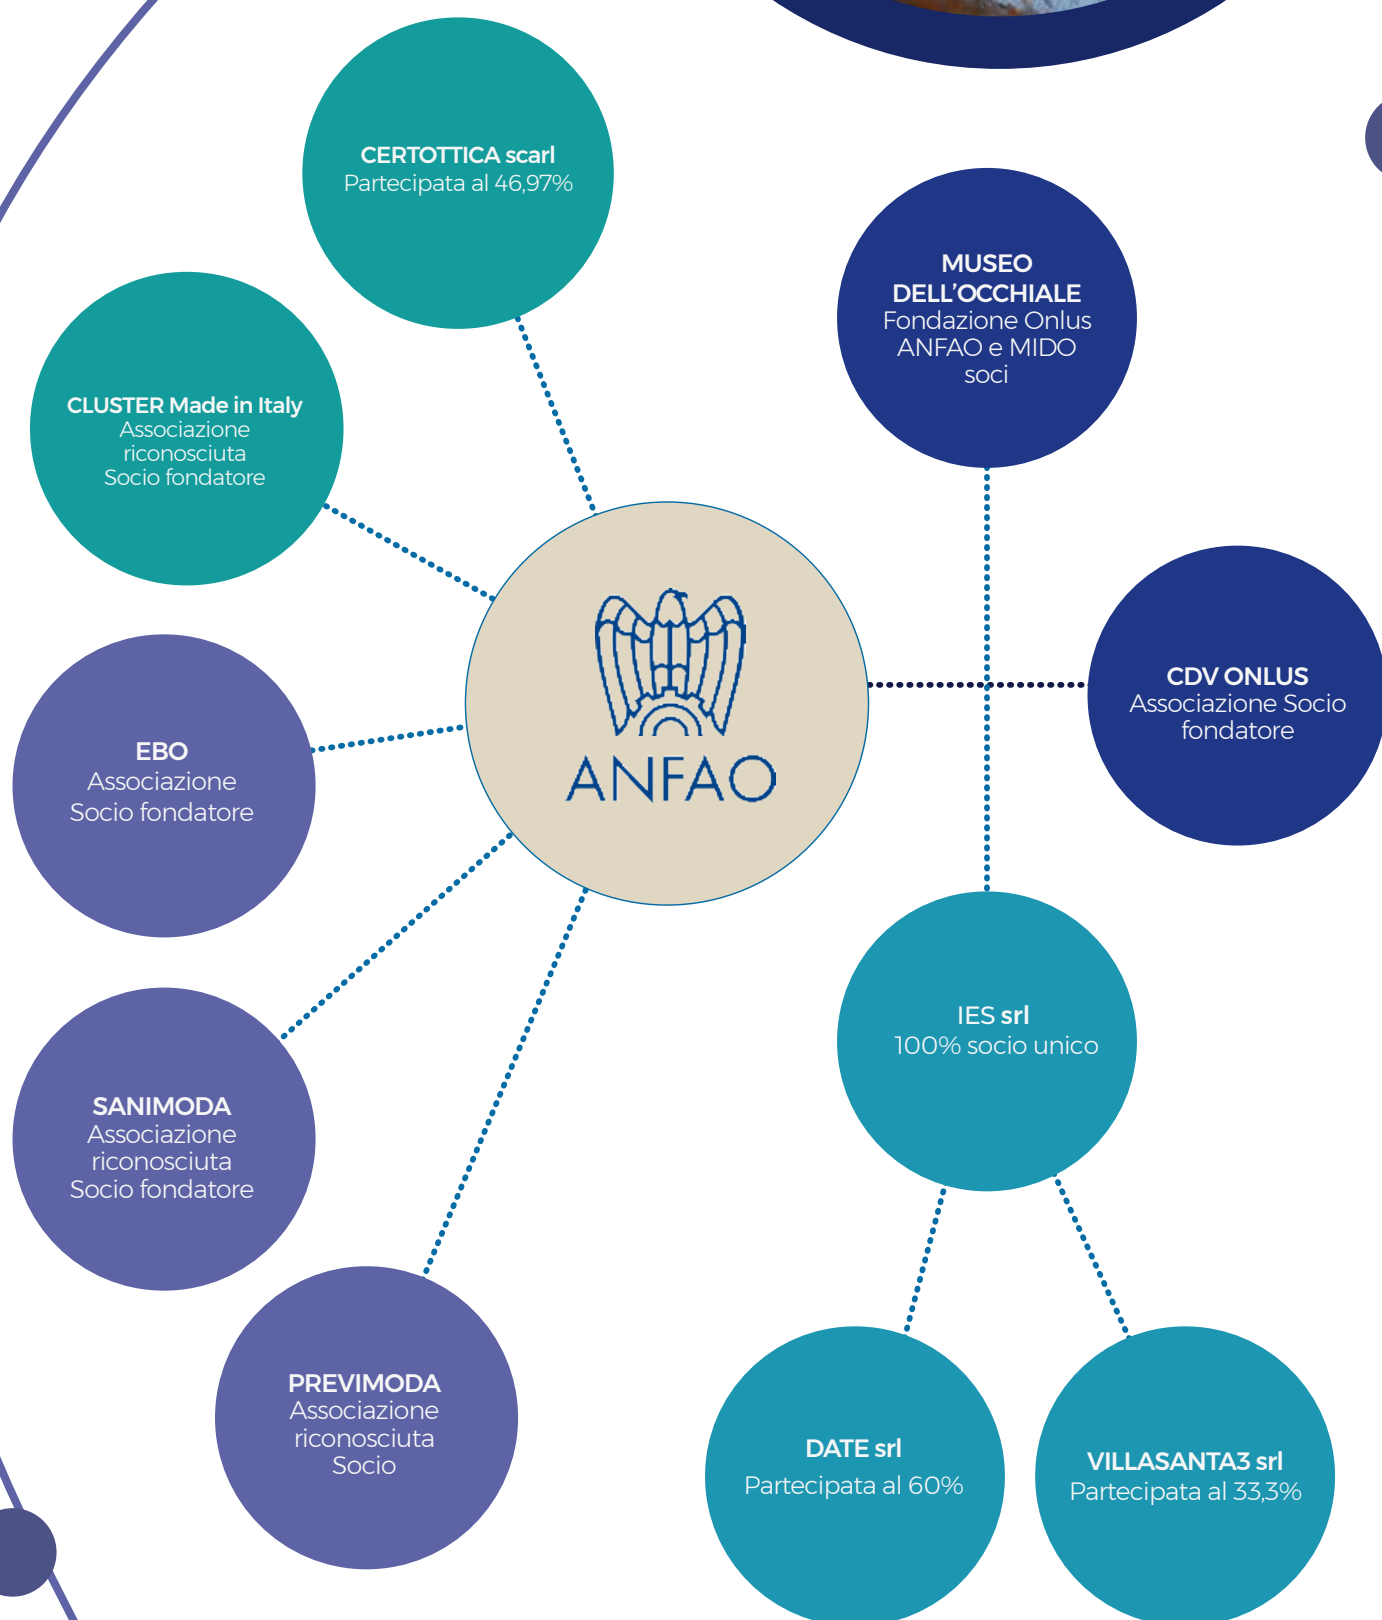 CERTOTTICA scarl
Partecipata al 46,97%
MUSEO
DELL'OCCHIALE
Fondazione Onlus
ANFAO e MIDO
soci
CLUSTER Made in Italy
Associazione
riconosciuta
Socio fondatore
ANFAO
CDV ONLUS
Associazione Socio
fondatore
EBO
Associazione
Socio fondatore
IES srl
100% socio unico
SANIMODA
Associazione
riconosciuta
Socio fondatore
PREVIMODA
Associazione
riconosciuta
Socio
DATE srl
Partecipata al 60%
VILLASANTA3 srl
Partecipata al 33,3%